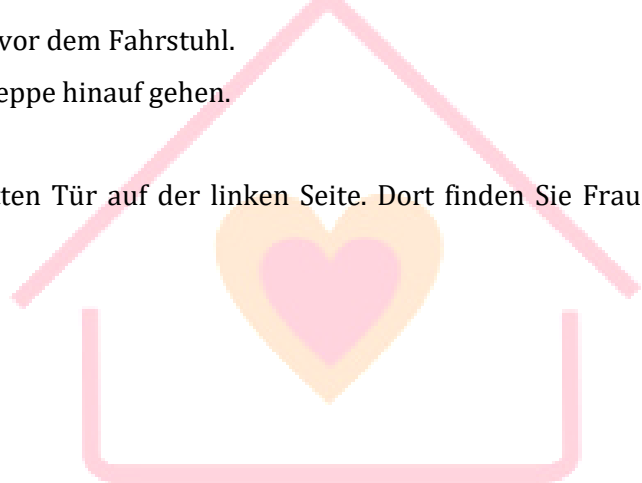 vor dem Fahrstuhl.
eppe hinauf gehen.
ten Tür auf der linken Seite. Dort finden Sie Frau